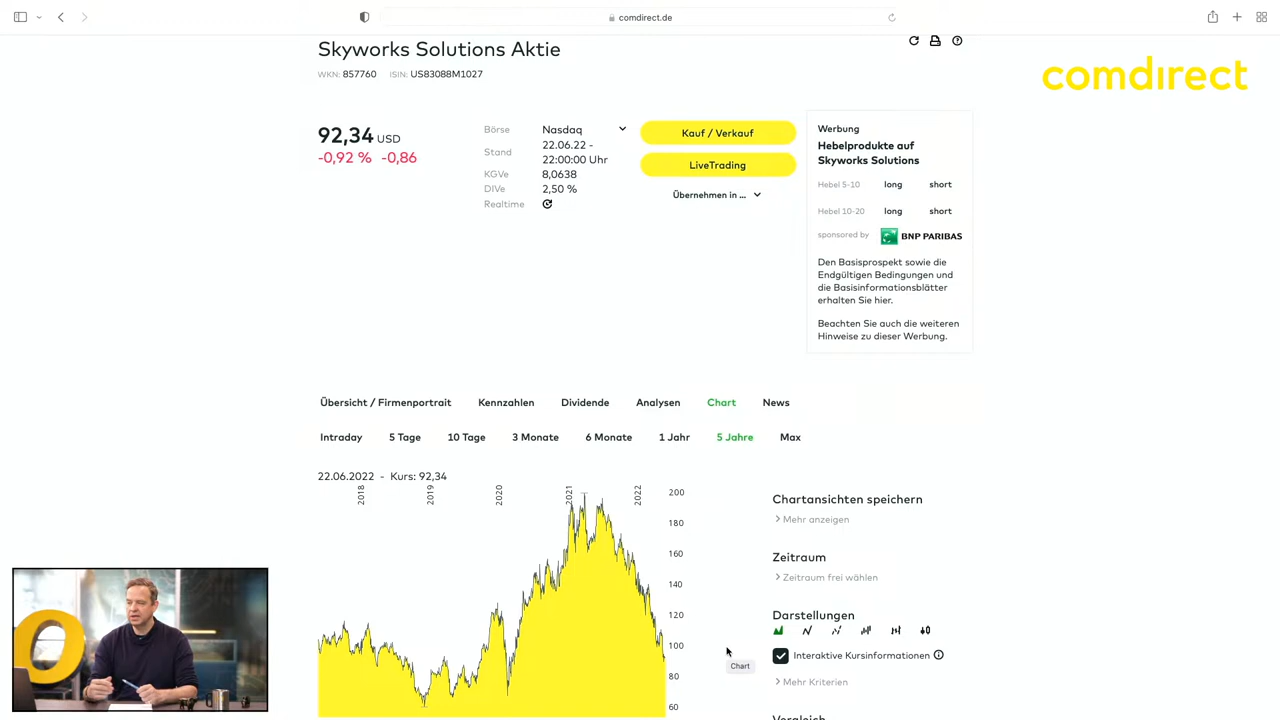 comdirect.de
Skyworks Solutions Aktie
WKN: 857760 ISIN: US83088M1027
comdirect
92,34 USD
-0,92 % -0,86
Börse Nasdaq
Stand 22.06.22 -
22:00:00 Uhr
KGVe 8,0638
DIVe 2,50 %
Realtime
Kauf / Verkauf
LiveTrading
Übernehmen in ...
Werbung
Hebelprodukte auf
Skyworks Solutions
Hebel 5-10 long short
Hebel 10-20 long short
sponsored by BNP PARIBAS
Den Basisprospekt sowie die
Endgültigen Bedingungen und
die Basisinformationsblätter
erhalten Sie hier.
Beachten Sie auch die weiteren
Hinweise zu dieser Werbung.
Übersicht / Firmenportrait Kennzahlen Dividende Analysen Chart News
Intraday 5 Tage 10 Tage 3 Monate 6 Monate 1 Jahr 5 Jahre Max
22.06.2022 - Kurs: 92,34
2018 2019 2020 2021 2022
200
180
160
140
120
100
80
60
Chart
Chartansichten speichern
Mehr anzeigen
Zeitraum
Zeitraum frei wählen
Darstellungen
Interaktive Kursinformationen
Mehr Kriterien
Vergleich